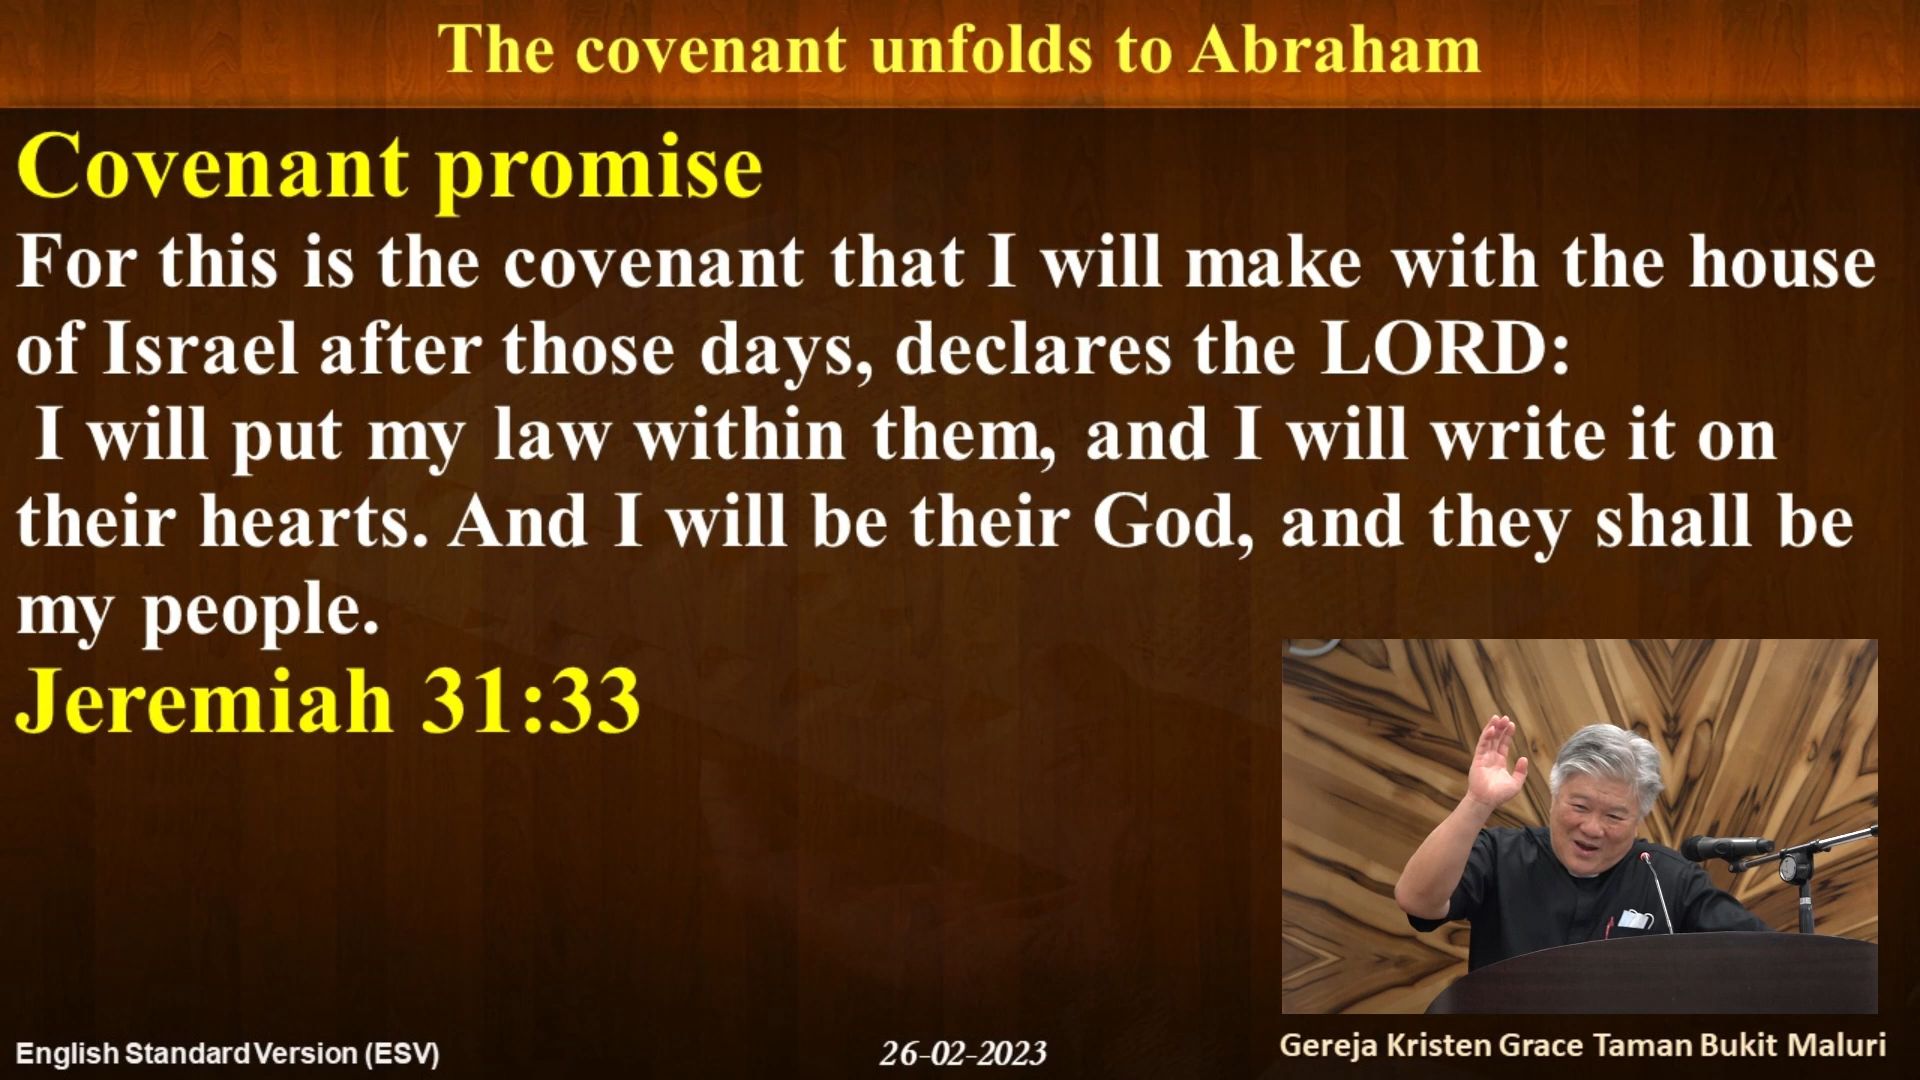 The covenant unfolds to Abraham
Covenant promise
For this is the covenant that I will make with the house
of Israel after those days, declares the LORD:
I will put my law within them, and I will write it on
their hearts. And I will be their God, and they shall be
my people.
Jeremiah 31:33
English Standard Version (ESV)
26-02-2023
Gereja Kristen Grace Taman Bukit Maluri